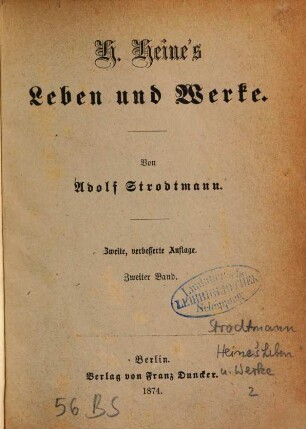 H. Heine's
Leben und Werke.
Von
Adolf Strodtmann.
Zweite, verbesserte Auflage.
Zweiter Band.
Strodtmann
Heine's Leben
u. Werke
2
Berlin.
Verlag von Franz Duncker.
1874.
56 BS